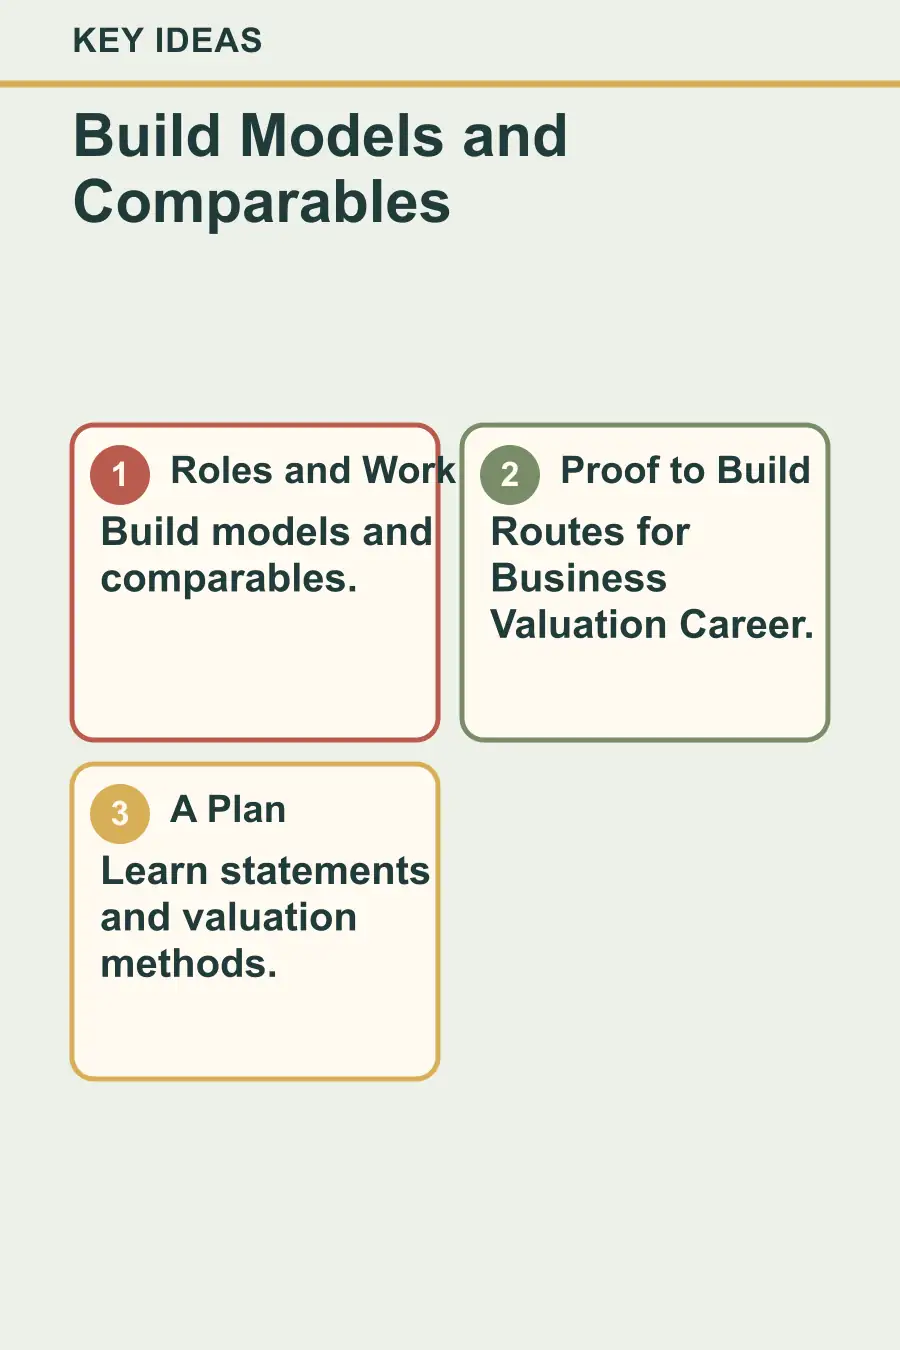 KEY IDEAS
Build Models and
Comparables
1 Roles and Work
Build models and
comparables.
2 Proof to Build
Routes for
Business
Valuation Career.
3 A Plan
Learn statements
and valuation
methods.